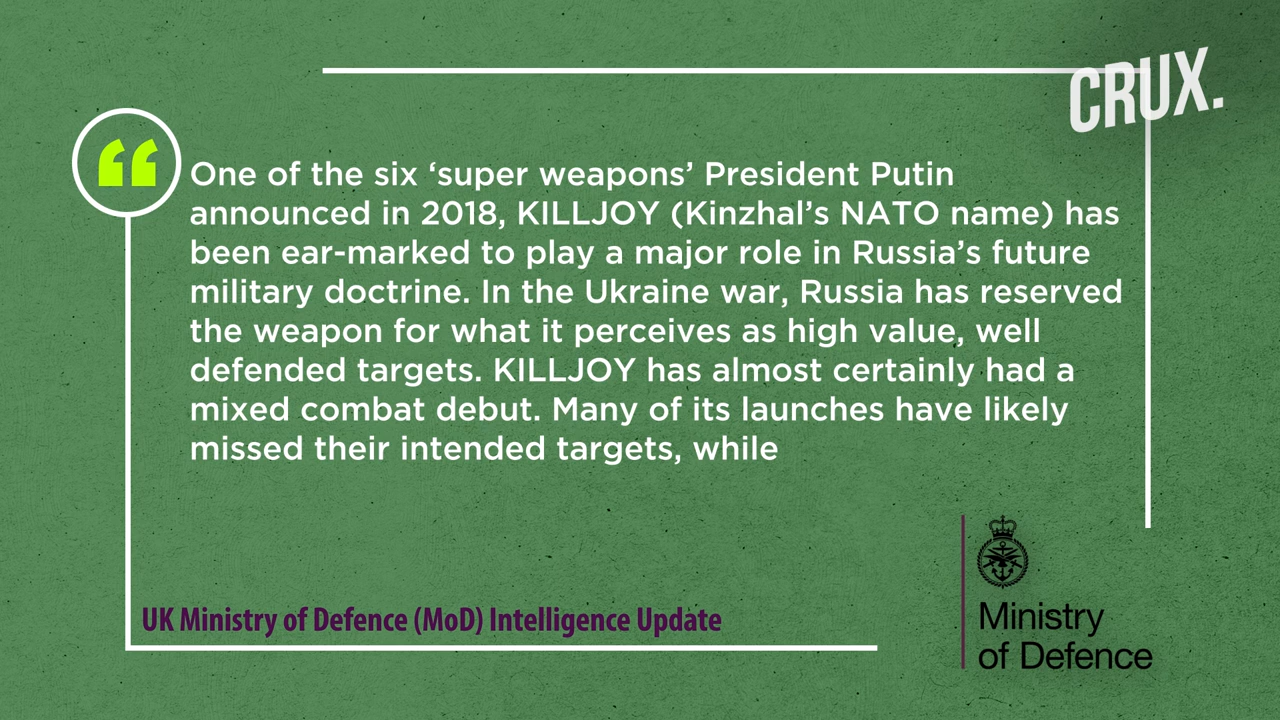 CRUX.
“
One of the six ‘super weapons’ President Putin
announced in 2018, KILLJOY (Kinzhal’s NATO name) has
been ear-marked to play a major role in Russia’s future
military doctrine. In the Ukraine war, Russia has reserved
the weapon for what it perceives as high value, well
defended targets. KILLJOY has almost certainly had a
mixed combat debut. Many of its launches have likely
missed their intended targets, while
UK Ministry of Defence (MoD) Intelligence Update
Ministry
of Defence